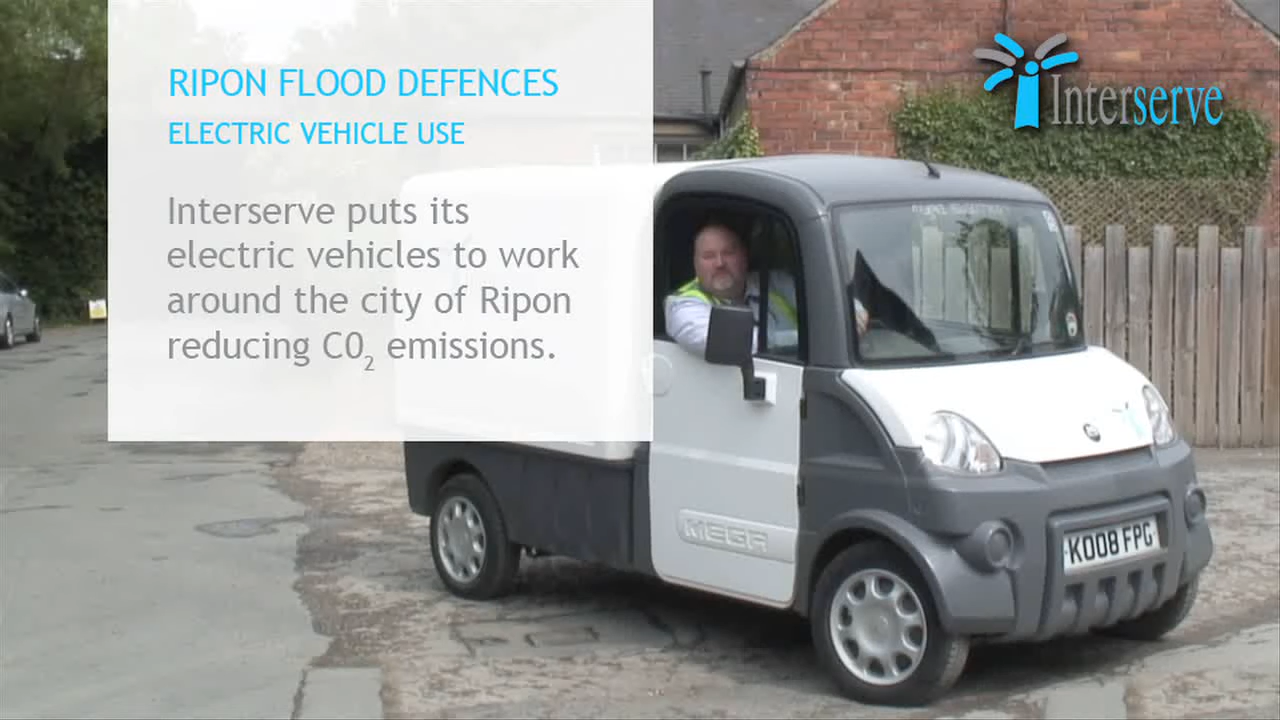 RIPON FLOOD DEFENCES
ELECTRIC VEHICLE USE
Interserve puts its
electric vehicles to work
around the city of Ripon
reducing C0₂ emissions.
Interserve
MEGA
KO08 FPG